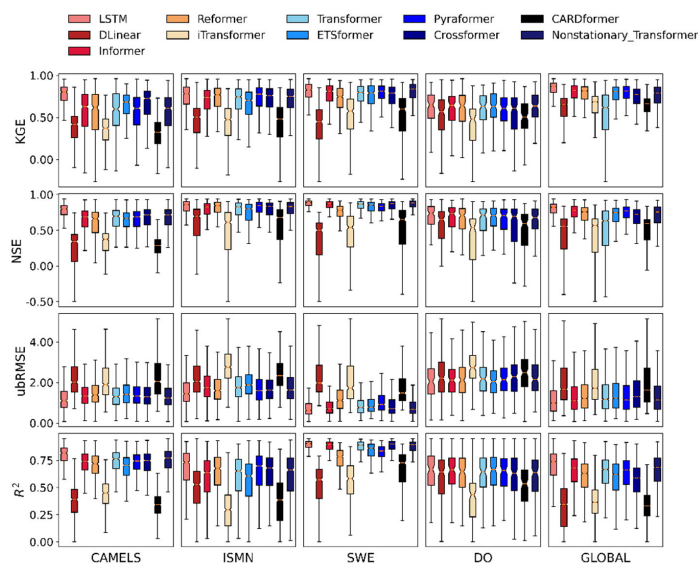 LSTM Reformer Transformer Pyraformer CARDformer
DLinear iTransformer ETSformer Crossformer Nonstationary_Transformer
Informer
KGE
1.00
0.50
0.00
NSE
1.00
0.50
0.00
-0.50
ubRMSE
4.00
2.00
0.00
R²
0.75
0.50
0.25
0.00
CAMELS ISMN SWE DO GLOBAL